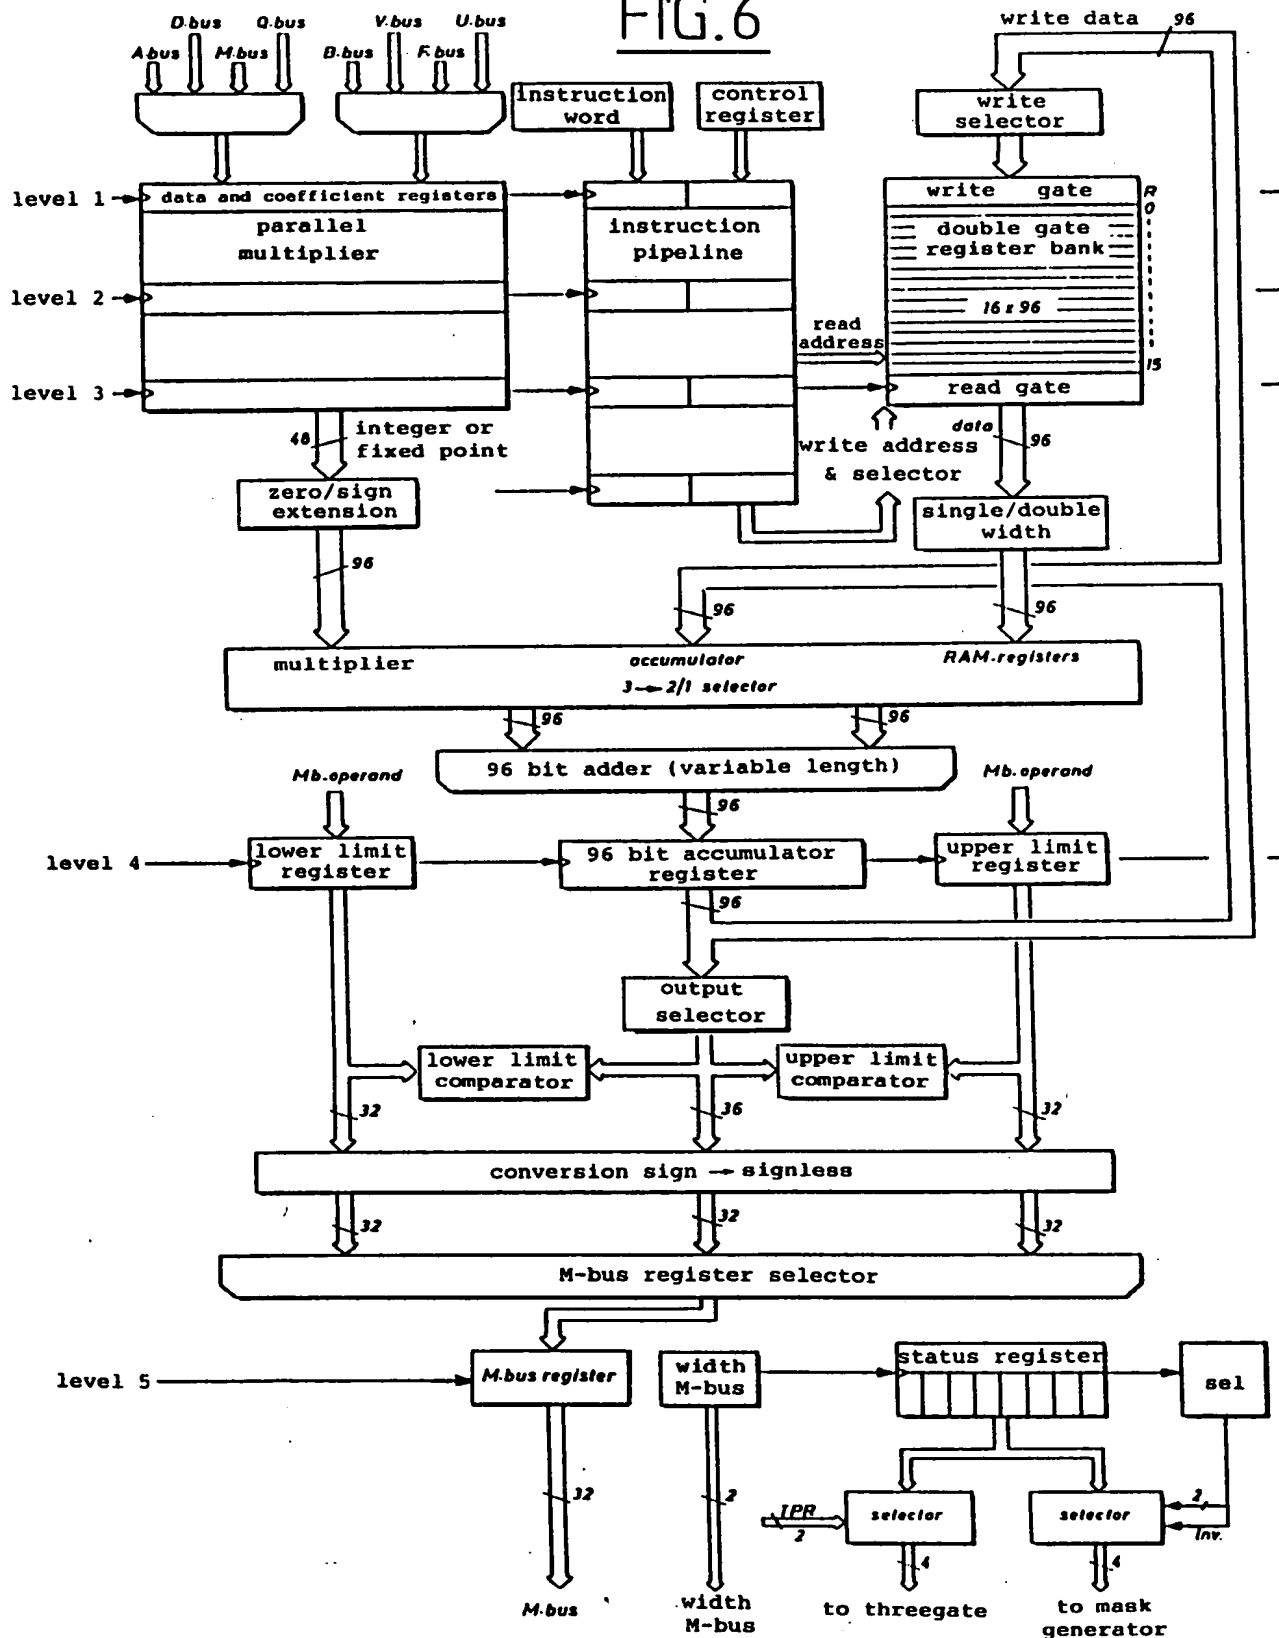 FIG.6
D.bus
Q.bus
V.bus
U.bus
A.bus
M.bus
B.bus
F.bus
write data
96
instruction
word
control
register
write
selector
level 1
data and coefficient registers
write gate
R
0
parallel
multiplier
instruction
pipeline
double gate
register bank
level 2
16 x 96
read
address
15
level 3
read gate
48
integer or
fixed point
data
96
write address
& selector
zero/sign
extension
single/double
width
96
96
96
multiplier
accumulator
RAM-registers
3→2/1 selector
96
96
96 bit adder (variable length)
Mb.operand
Mb.operand
96
level 4
lower limit
register
96 bit accumulator
register
upper limit
register
96
output
selector
lower limit
comparator
upper limit
comparator
32
36
32
conversion sign → signless
32
32
32
M-bus register selector
level 5
M.bus register
width
M-bus
status register
sel
32
2
IPR
2
selector
selector
2
Inv.
4
4
M.bus
width
M-bus
to threegate
to mask
generator